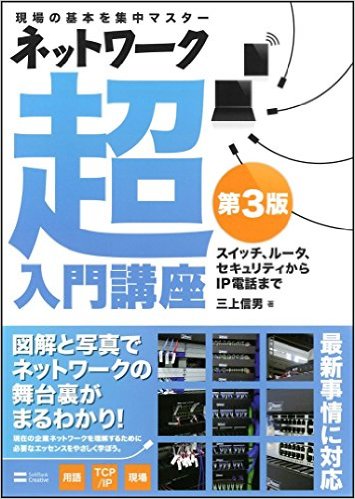 現場の基本を集中マスター
ネットワーク
超
入門講座
第3版
スイッチ、ルータ、
セキュリティから
IP電話まで
三上信男 著
図解と写真で
ネットワークの
舞台裏が
まるわかり!
現在の企業ネットワークを理解するために
必要なエッセンスをやさしく学ぼう。
最新事情に対応
SoftBank
Creative
用語
TCP
/IP
現場